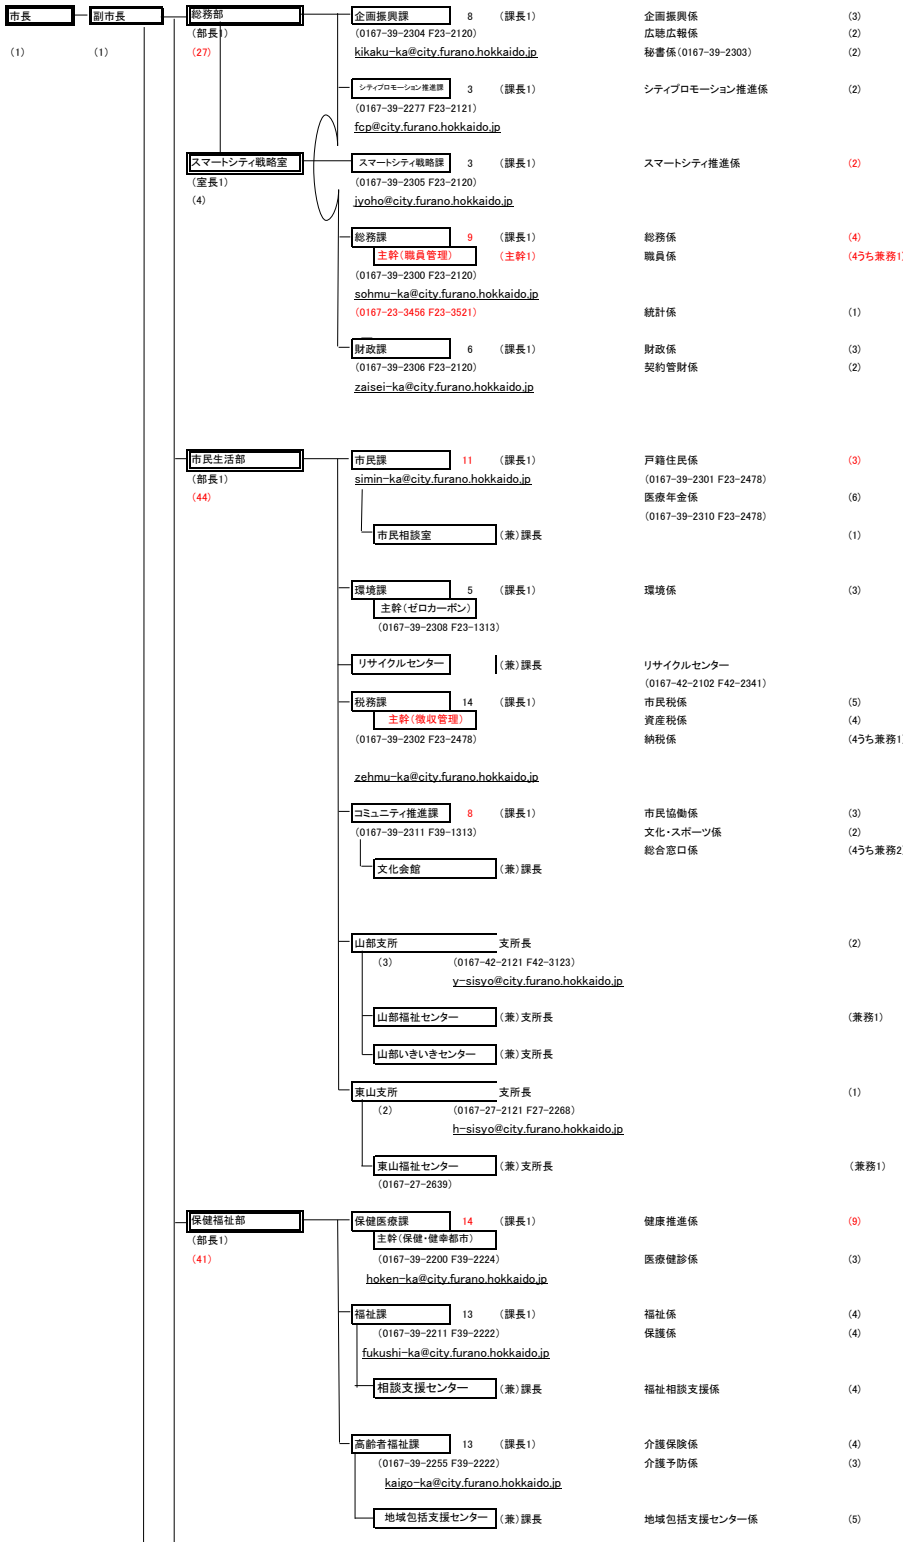 市長 副市長 総務部 企画振興課 8 (課長1) 企画振興係 (3)
(部長1) (0167-39-2304 F23-2120) 広聴広報係 (2)
(1) (1) (27) kikaku-ka@city.furano.hokkaido.jp 秘書係(0167-39-2303) (2)
シティプロモーション推進課 3 (課長1) シティプロモーション推進係 (2)
(0167-39-2277 F23-2121)
fcp@city.furano.hokkaido.jp
スマートシティ戦略室 スマートシティ戦略課 3 (課長1) スマートシティ推進係 (2)
(室長1) (0167-39-2305 F23-2120)
(4) jyoho@city.furano.hokkaido.jp
総務課 9 (課長1) 総務係 (4)
主幹(職員管理) (主幹1) 職員係 (4うち兼務1)
(0167-39-2300 F23-2120)
sohmu-ka@city.furano.hokkaido.jp
(0167-23-3456 F23-3521) 統計係 (1)
財政課 6 (課長1) 財政係 (3)
(0167-39-2306 F23-2120) 契約管財係 (2)
zaisei-ka@city.furano.hokkaido.jp
市民生活部 市民課 11 (課長1) 戸籍住民係 (3)
(部長1) simin-ka@city.furano.hokkaido.jp (0167-39-2301 F23-2478)
(44) 医療年金係 (6)
(0167-39-2310 F23-2478)
市民相談室 (兼)課長 (1)
環境課 5 (課長1) 環境係 (3)
主幹(ゼロカーボン)
(0167-39-2308 F23-1313)
リサイクルセンター (兼)課長 リサイクルセンター
(0167-42-2102 F42-2341)
税務課 14 (課長1) 市民税係 (5)
主幹(徴収管理) 資産税係 (4)
(0167-39-2302 F23-2478) 納税係 (4うち兼務1)
zehmu-ka@city.furano.hokkaido.jp
コミュニティ推進課 8 (課長1) 市民協働係 (3)
(0167-39-2311 F39-1313) 文化・スポーツ係 (2)
総合窓口係 (4うち兼務2)
文化会館 (兼)課長
山部支所 支所長 (2)
(3) (0167-42-2121 F42-3123)
y-sisyo@city.furano.hokkaido.jp
山部福祉センター (兼)支所長 (兼務1)
山部いきいきセンター (兼)支所長
東山支所 支所長 (1)
(2) (0167-27-2121 F27-2268)
h-sisyo@city.furano.hokkaido.jp
東山福祉センター (兼)支所長 (兼務1)
(0167-27-2639)
保健福祉部 保健医療課 14 (課長1) 健康推進係 (9)
(部長1) 主幹(保健・健幸都市)
(41) (0167-39-2200 F39-2224) 医療健診係 (3)
hoken-ka@city.furano.hokkaido.jp
福祉課 13 (課長1) 福祉係 (4)
(0167-39-2211 F39-2222) 保護係 (4)
fukushi-ka@city.furano.hokkaido.jp
相談支援センター (兼)課長 福祉相談支援係 (4)
高齢者福祉課 13 (課長1) 介護保険係 (4)
(0167-39-2255 F39-2222) 介護予防係 (3)
kaigo-ka@city.furano.hokkaido.jp
地域包括支援センター (兼)課長 地域包括支援センター係 (5)